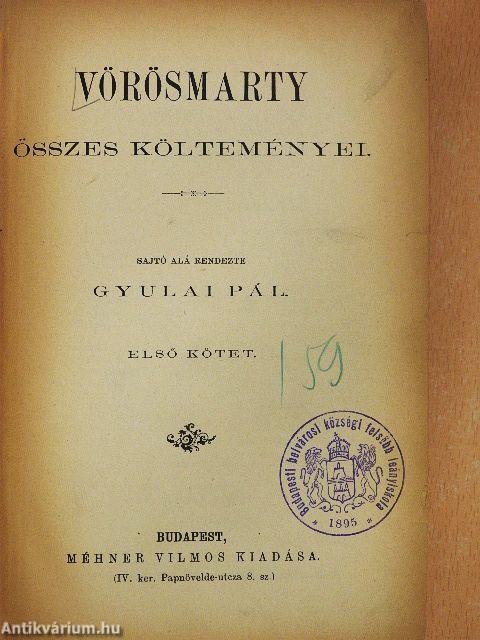 VÖRÖSMARTY
ÖSSZES KÖLTEMÉNYEI.
SAJTÓ ALÁ RENDEZTE
GYULAI PÁL.
ELSŐ KÖTET.
159
Budapesti belvárosi községi felsőbb leányiskola
* 1895 *
BUDAPEST,
MÉHNER VILMOS KIADÁSA.
(IV. ker. Papnövelde-utcza 8. sz.)
Antikvárium.hu